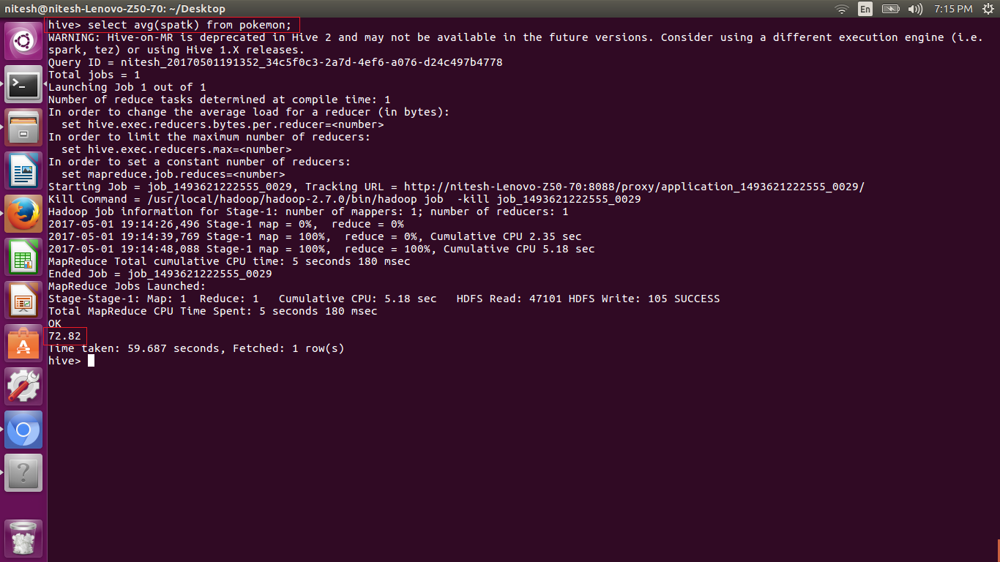 nitesh@nitesh-Lenovo-Z50-70: ~/Desktop
En
7:15 PM
hive> select avg(spatk) from pokemon;
WARNING: Hive-on-MR is deprecated in Hive 2 and may not be available in the future versions. Consider using a different execution engine (i.e.
spark, tez) or using Hive 1.X releases.
Query ID = nitesh_20170501191352_34c5f0c3-2a7d-4ef6-a076-d24c497b4778
Total jobs = 1
Launching Job 1 out of 1
Number of reduce tasks determined at compile time: 1
In order to change the average load for a reducer (in bytes):
  set hive.exec.reducers.bytes.per.reducer=<number>
In order to limit the maximum number of reducers:
  set hive.exec.reducers.max=<number>
In order to set a constant number of reducers:
  set mapreduce.job.reduces=<number>
Starting Job = job_1493621222555_0029, Tracking URL = http://nitesh-Lenovo-Z50-70:8088/proxy/application_1493621222555_0029/
Kill Command = /usr/local/hadoop/hadoop-2.7.0/bin/hadoop job  -kill job_1493621222555_0029
Hadoop job information for Stage-1: number of mappers: 1; number of reducers: 1
2017-05-01 19:14:26,496 Stage-1 map = 0%,  reduce = 0%
2017-05-01 19:14:39,769 Stage-1 map = 100%,  reduce = 0%, Cumulative CPU 2.35 sec
2017-05-01 19:14:48,088 Stage-1 map = 100%,  reduce = 100%, Cumulative CPU 5.18 sec
MapReduce Total cumulative CPU time: 5 seconds 180 msec
Ended Job = job_1493621222555_0029
MapReduce Jobs Launched:
Stage-Stage-1: Map: 1  Reduce: 1   Cumulative CPU: 5.18 sec   HDFS Read: 47101 HDFS Write: 105 SUCCESS
Total MapReduce CPU Time Spent: 5 seconds 180 msec
OK
72.82
Time taken: 59.687 seconds, Fetched: 1 row(s)
hive>